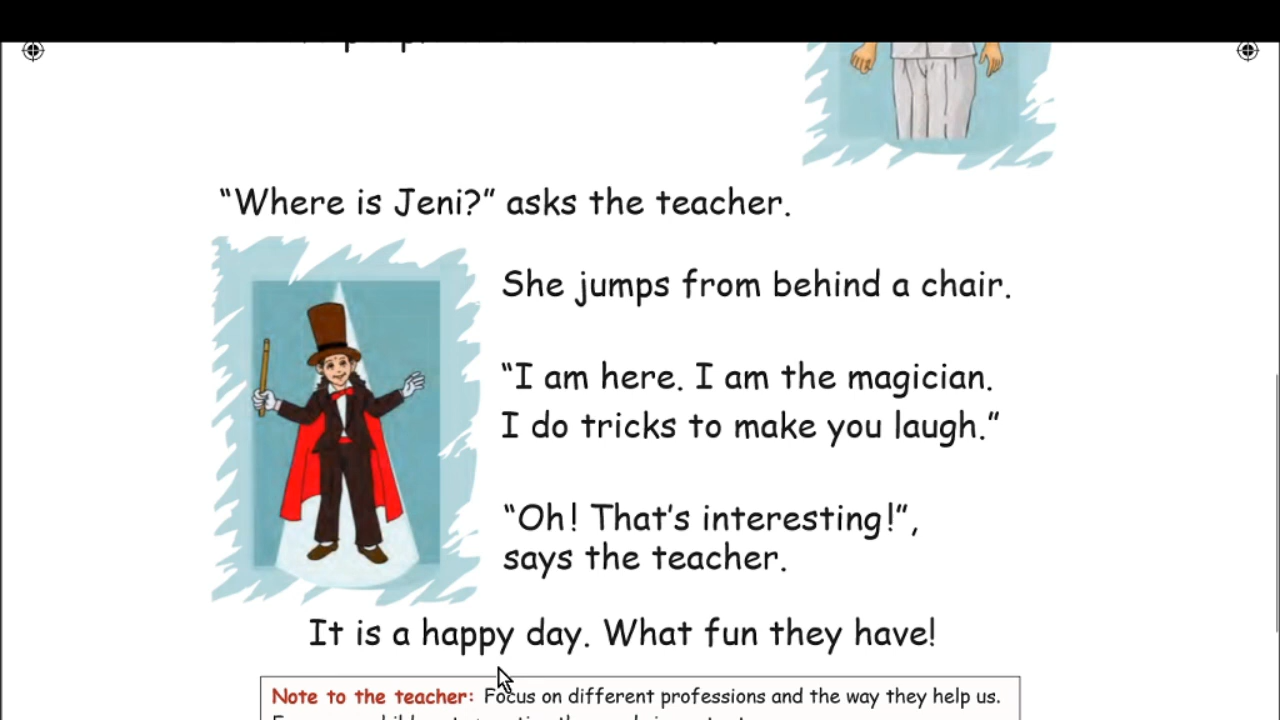 “Where is Jeni?” asks the teacher.
She jumps from behind a chair.
“I am here. I am the magician.
I do tricks to make you laugh.”
“Oh! That’s interesting!”,
says the teacher.
It is a happy day. What fun they have!
Note to the teacher: Focus on different professions and the way they help us.